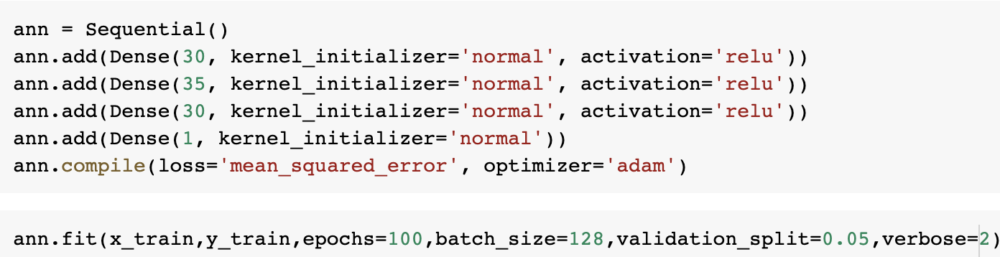 ann = Sequential()
ann.add(Dense(30, kernel_initializer='normal', activation='relu'))
ann.add(Dense(35, kernel_initializer='normal', activation='relu'))
ann.add(Dense(30, kernel_initializer='normal', activation='relu'))
ann.add(Dense(1, kernel_initializer='normal'))
ann.compile(loss='mean_squared_error', optimizer='adam')
ann.fit(x_train,y_train,epochs=100,batch_size=128,validation_split=0.05,verbose=2)